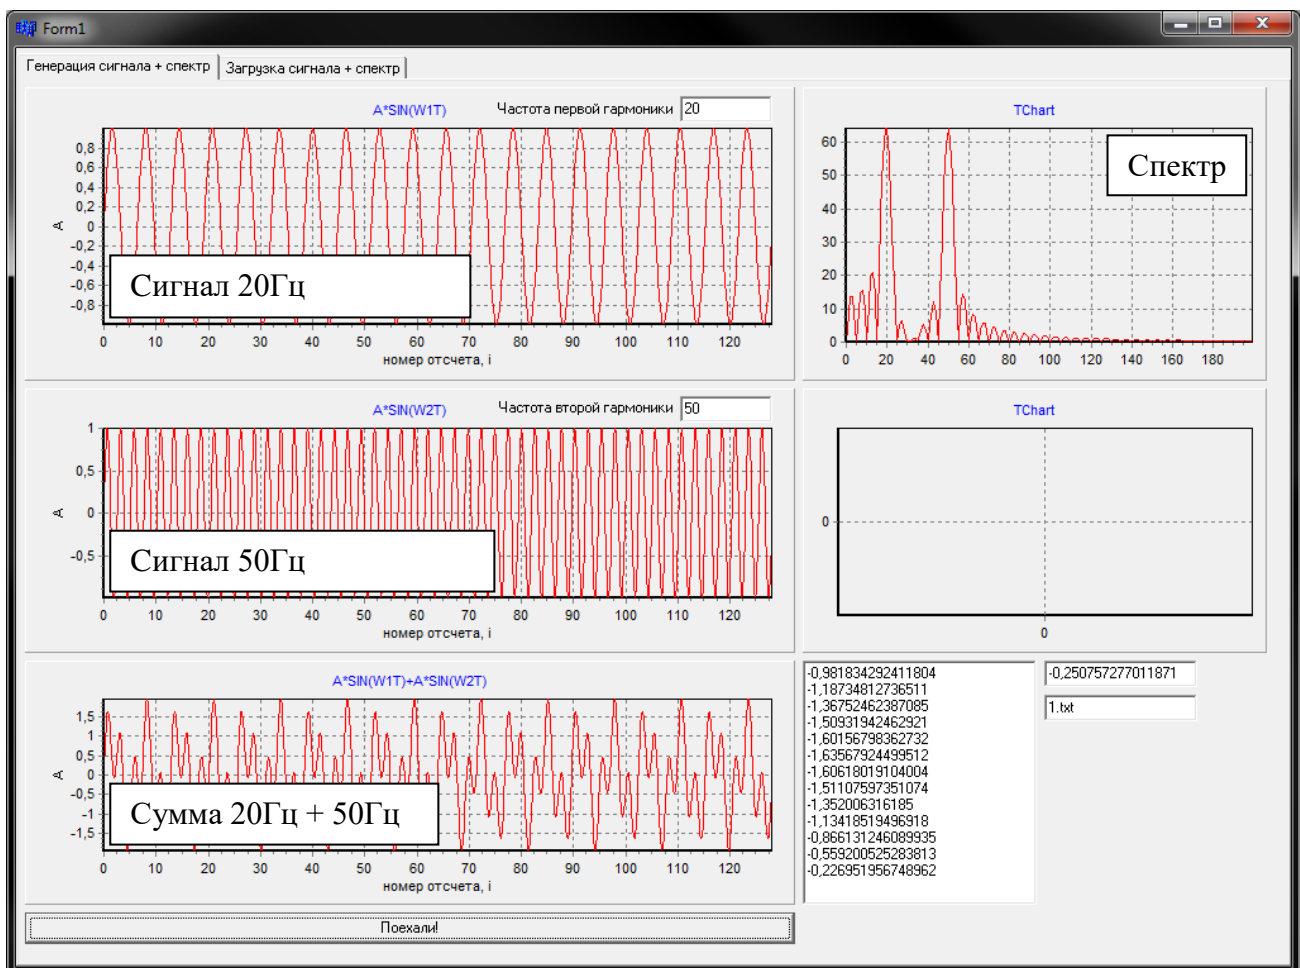 Form1
Генерация сигнала + спектр
Загрузка сигнала + спектр
A*SIN(W1T)
Частота первой гармоники
20
0,8
0,6
0,4
0,2
0
-0,2
-0,4
-0,6
-0,8
A
Сигнал 20Гц
0 10 20 30 40 50 60 70 80 90 100 110 120
номер отсчета, i
TChart
60
50
40
30
20
10
0
Спектр
0 20 40 60 80 100 120 140 160 180
A*SIN(W2T)
Частота второй гармоники
50
1
0,5
0
-0,5
A
Сигнал 50Гц
0 10 20 30 40 50 60 70 80 90 100 110 120
номер отсчета, i
TChart
0
0
A*SIN(W1T)+A*SIN(W2T)
1,5
1
0,5
0
-0,5
-1
-1,5
A
Сумма 20Гц + 50Гц
0 10 20 30 40 50 60 70 80 90 100 110 120
номер отсчета, i
-0,981834292411804
-1,18734812736511
-1,36752462387085
-1,50931942462921
-1,60156798362732
-1,63567924499512
-1,60618019104004
-1,51107597351074
-1,352006316185
-1,13418519496918
-0,866131246089935
-0,559200525283813
-0,226951956748962
-0,250757277011871
1.txt
Поехали!